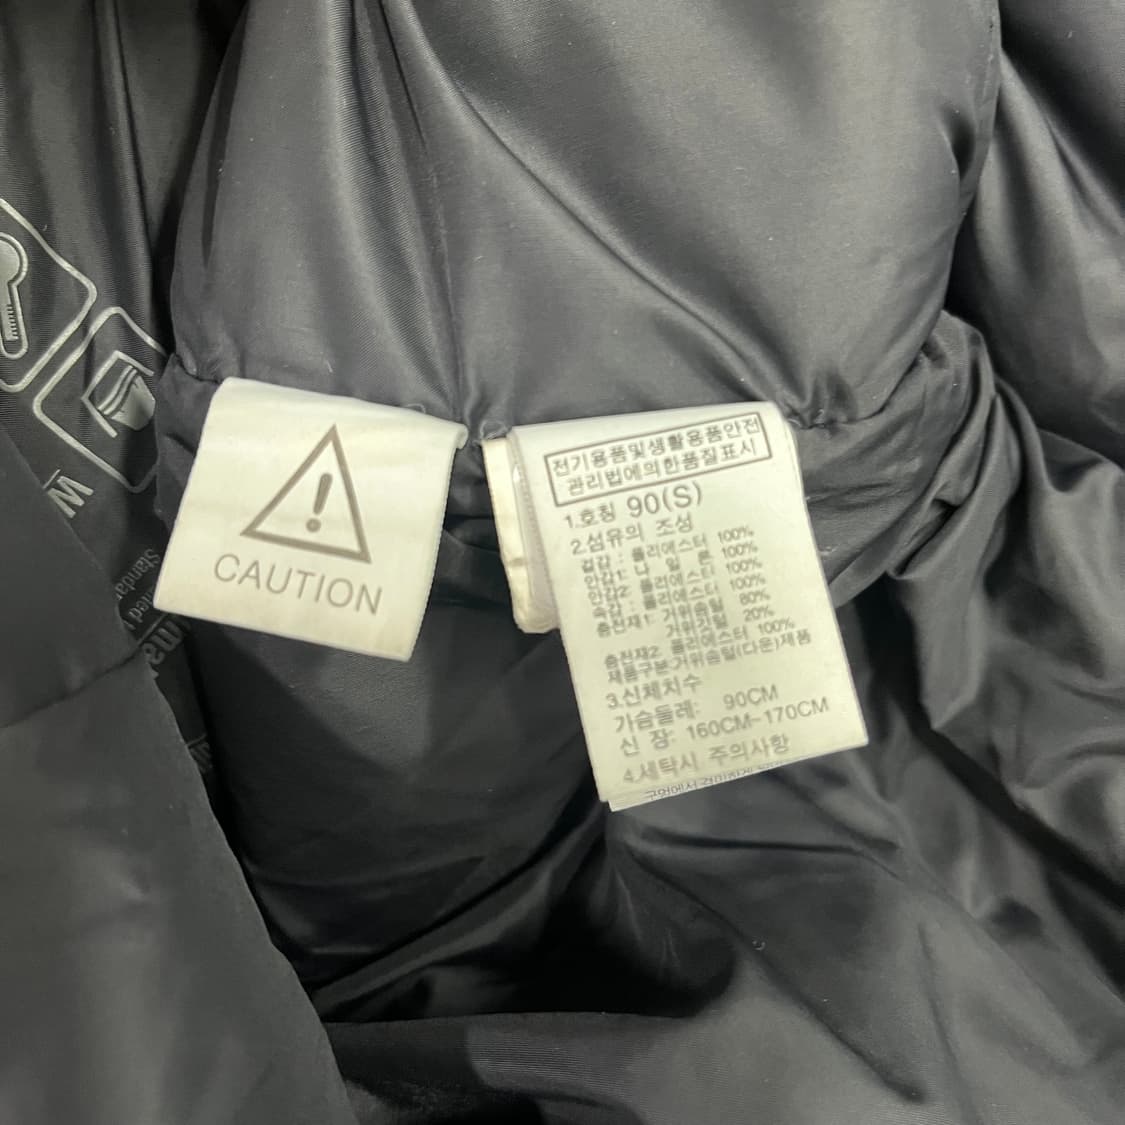 CAUTION
전기용품및생활용품안전
관리법에의한품질표시
1.호칭 90(S)
2.섬유의 조성
겉감 : 폴리에스터 100%
안감1: 나 일 론 100%
안감2: 폴리에스터 100%
속감 : 폴리에스터 100%
충전재1: 거위솜털 80%
거위깃털 20%
충전재2: 폴리에스터 100%
제품구분:거위솜털(다운)제품
3.신체치수
가슴둘레: 90CM
신 장: 160CM-170CM
4.세탁시 주의사항
W
Standar